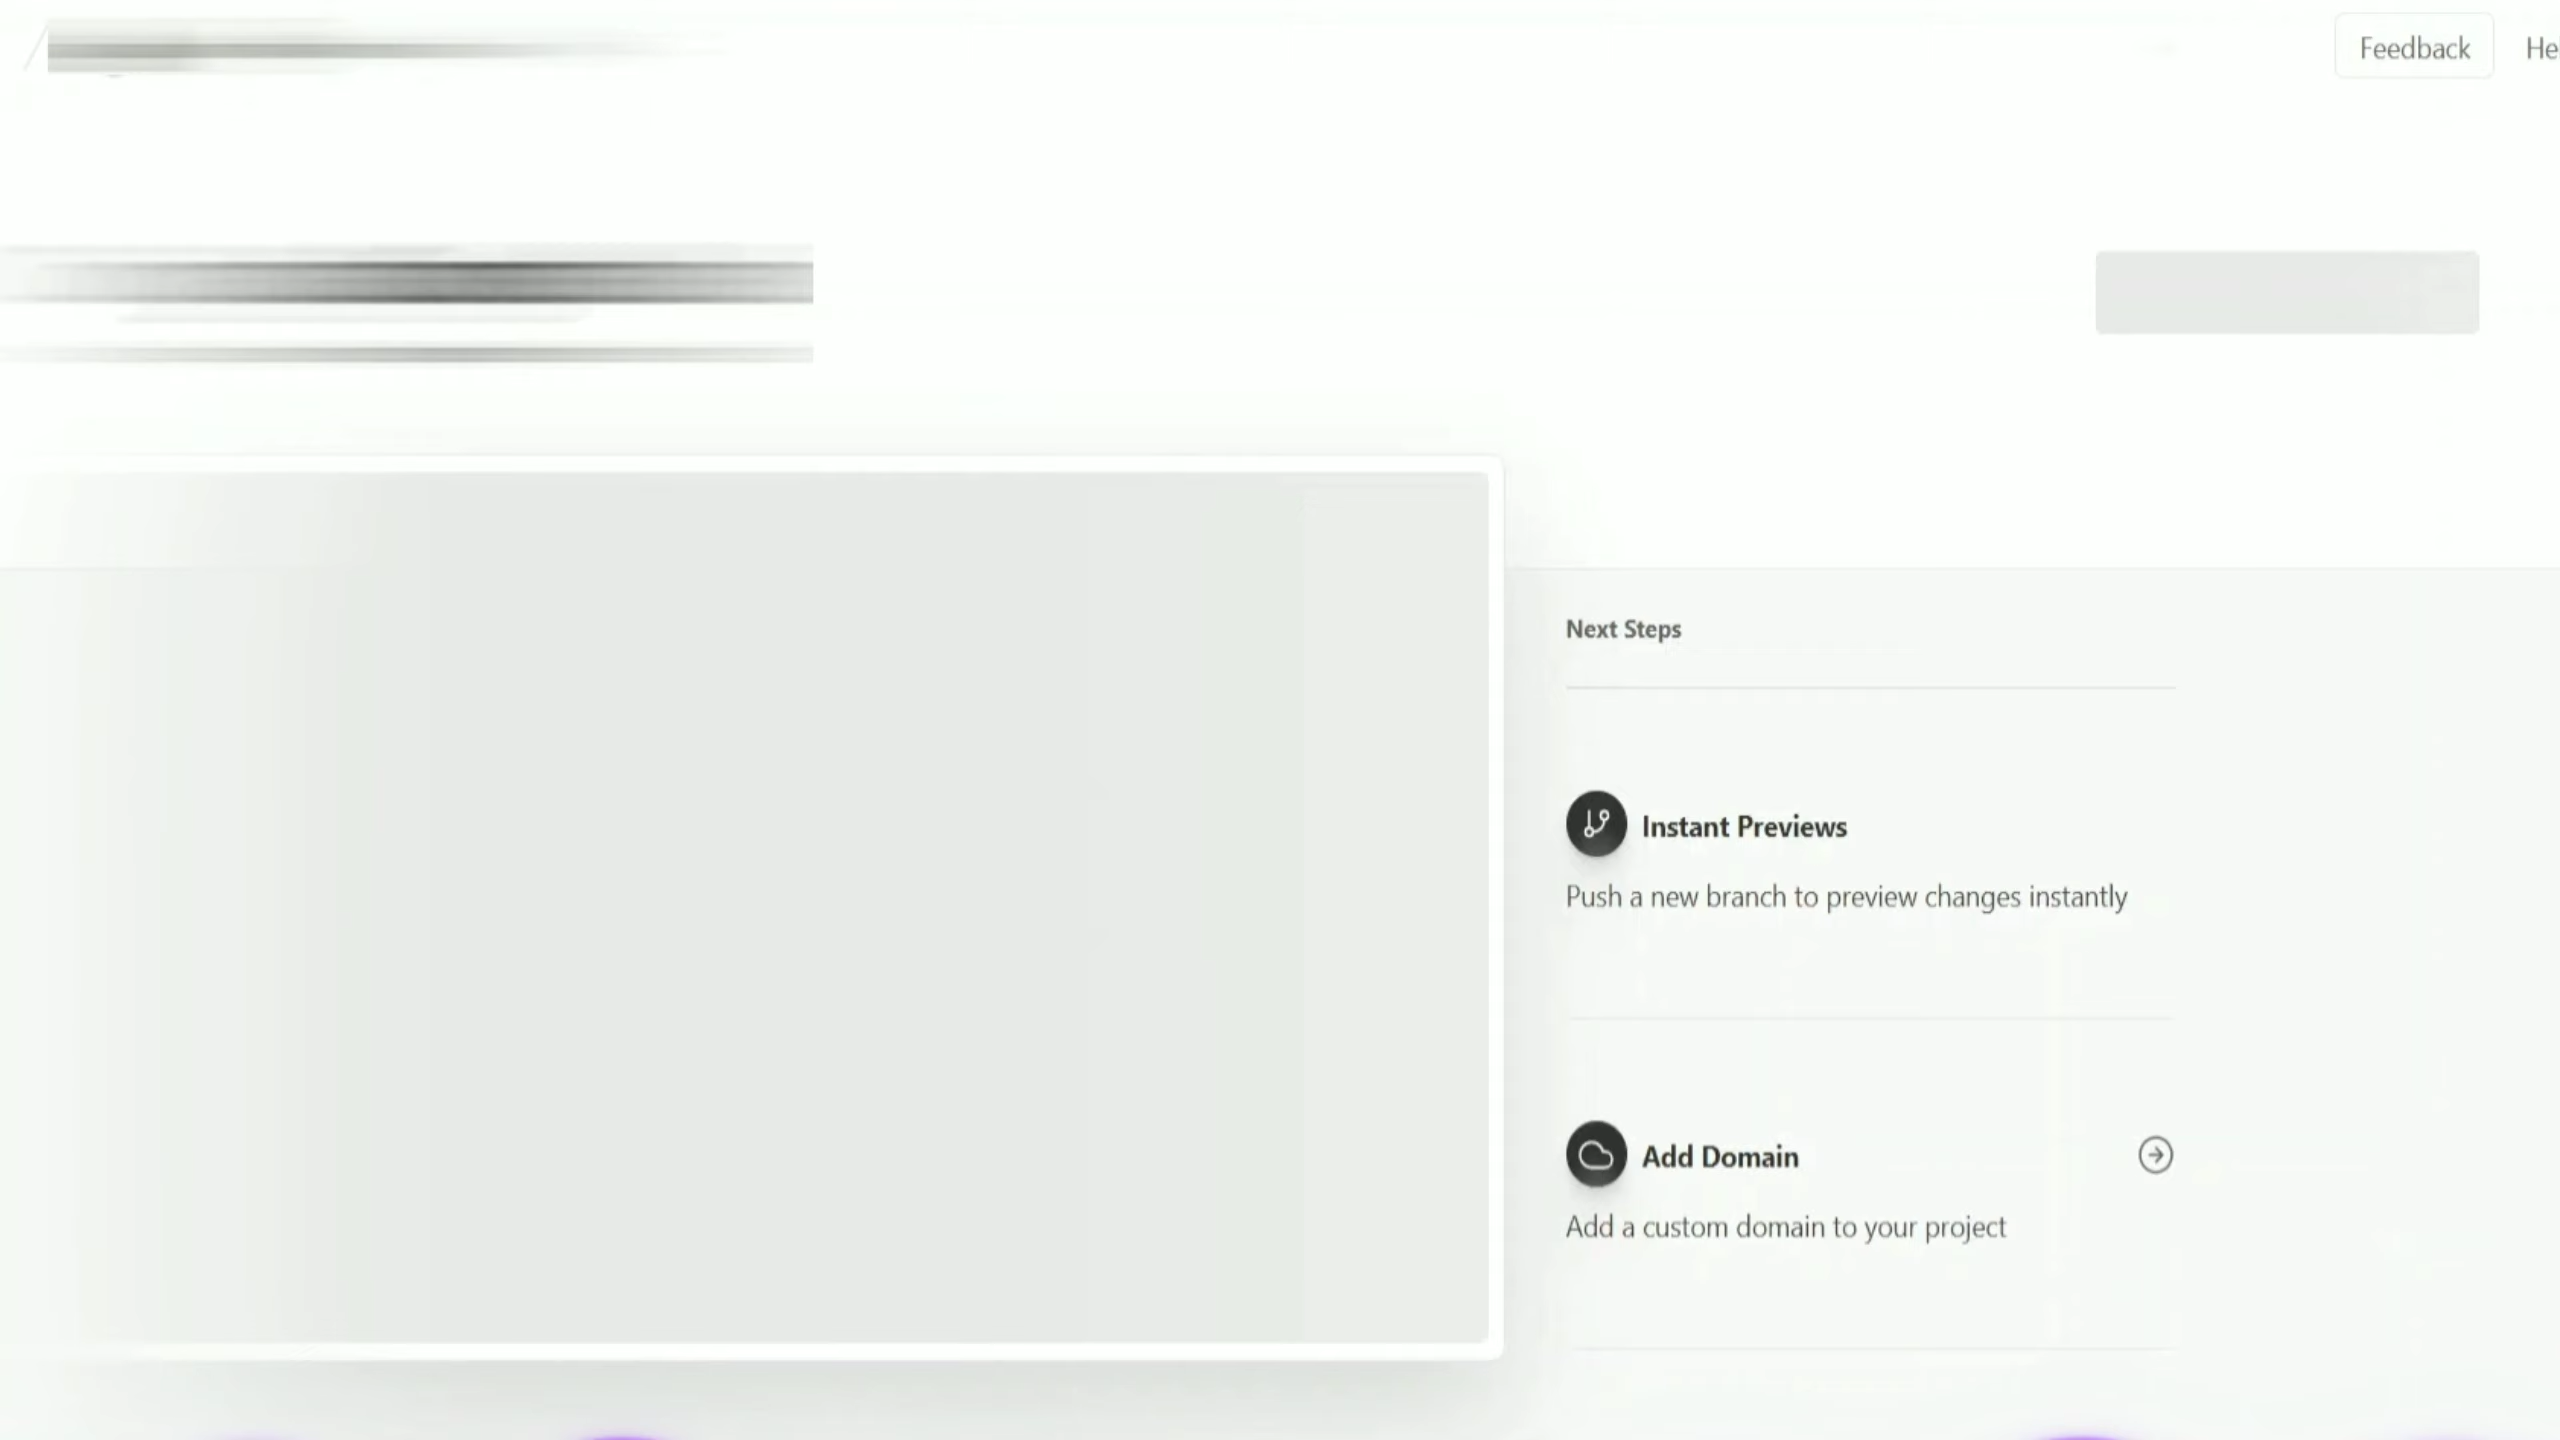 Feedback
Next Steps
Instant Previews
Push a new branch to preview changes instantly
Add Domain
Add a custom domain to your project